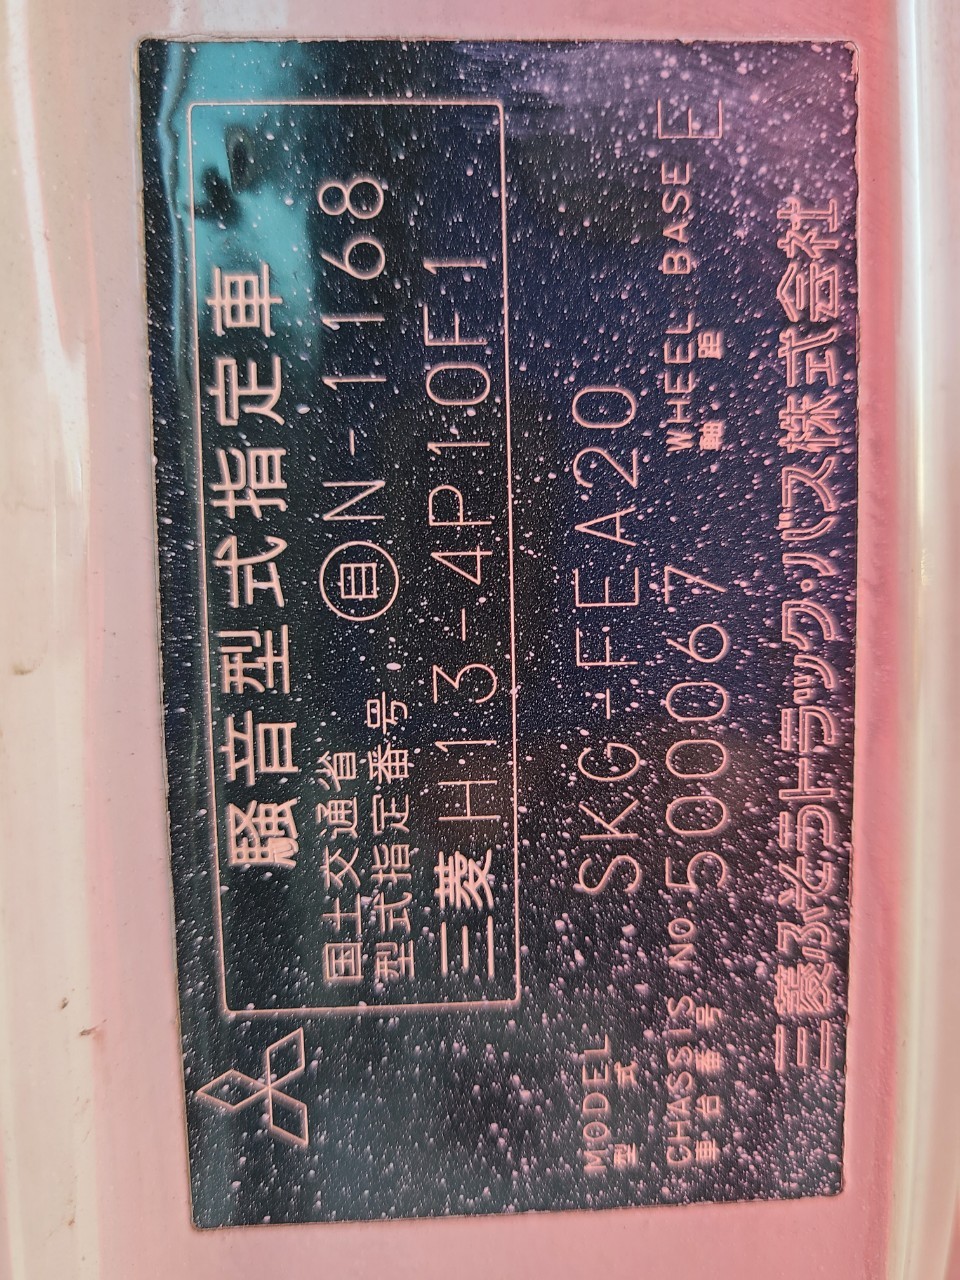 騒音型式指定車
国土交通省
型式指定番号
自N-1168
三菱 H13-4P10F1
MODEL
型式
SKG-FEA20
CHASSIS NO.
車台番号
500067
WHEEL BASE
軸距
E
三菱ふそうトラック・バス株式会社